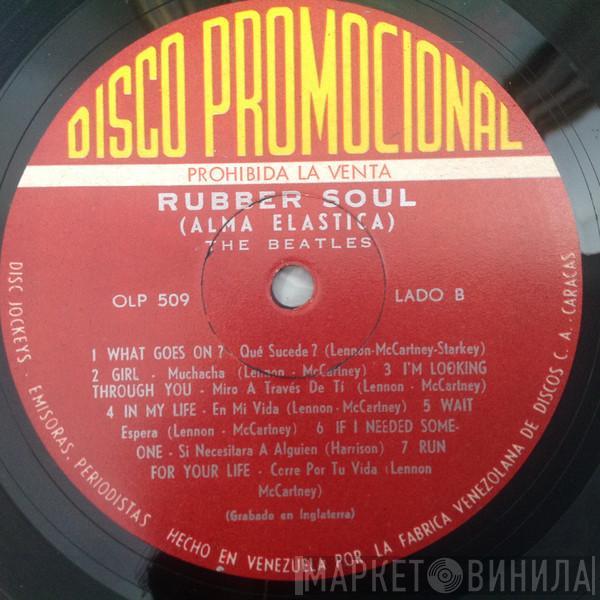 DISCO PROMOCIONAL
PROHIBIDA LA VENTA
RUBBER SOUL
(ALMA ELASTICA)
THE BEATLES
OLP 509
LADO B
1 WHAT GOES ON? - Qué Sucede? (Lennon-McCartney-Starkey)
2 GIRL - Muchacha (Lennon - McCartney) 3 I'M LOOKING
THROUGH YOU - Miro A Través De Tí (Lennon - McCartney)
4 IN MY LIFE - En Mi Vida (Lennon - McCartney) 5 WAIT
Espera (Lennon - McCartney) 6 IF I NEEDED SOME-
ONE - Si Necesitara A Alguien (Harrison) 7 RUN
FOR YOUR LIFE - Corre Por Tu Vida (Lennon
McCartney)
(Grabado en Inglaterra)
DISC JOCKEYS - EMISORAS, PERIODISTAS
HECHO EN VENEZUELA POR LA FABRICA VENEZOLANA DE DISCOS C. A. CARACAS
МАРКЕТ ВИНИЛА